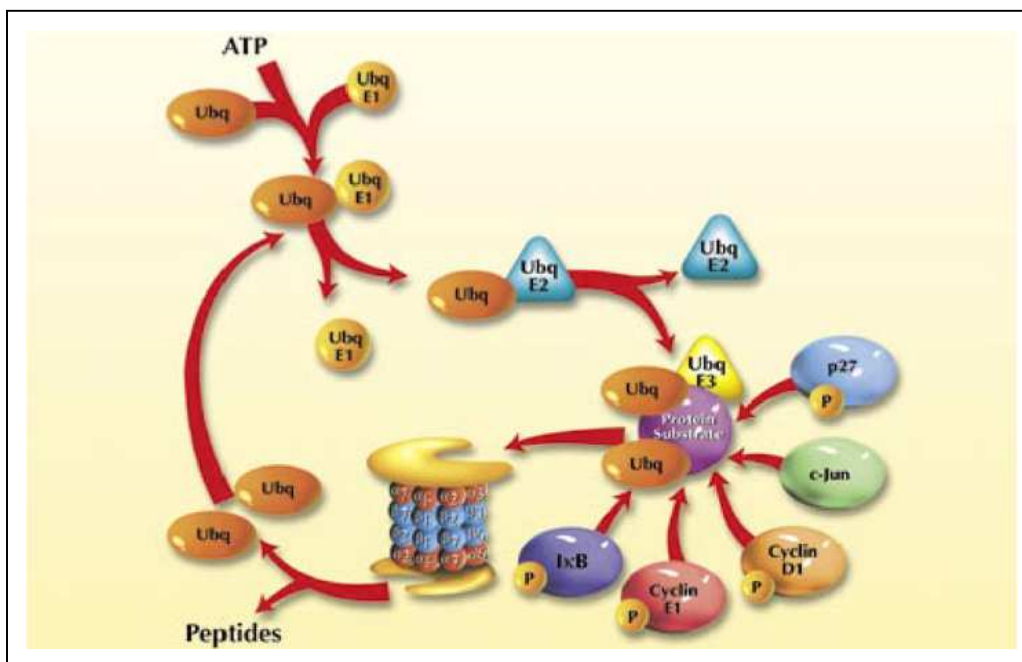 ATP
Ubq
E1
Ubq
Ubq
E1
Ubq
Ubq
E2
Ubq
E2
Ubq
Ubq
E1
Ubq
E3
p27
P
Ubq
Protein
Substrate
Ubq
c-Jun
Ubq
Ubq
IκB
P
Cyclin
D1
P
Cyclin
E1
P
Peptides